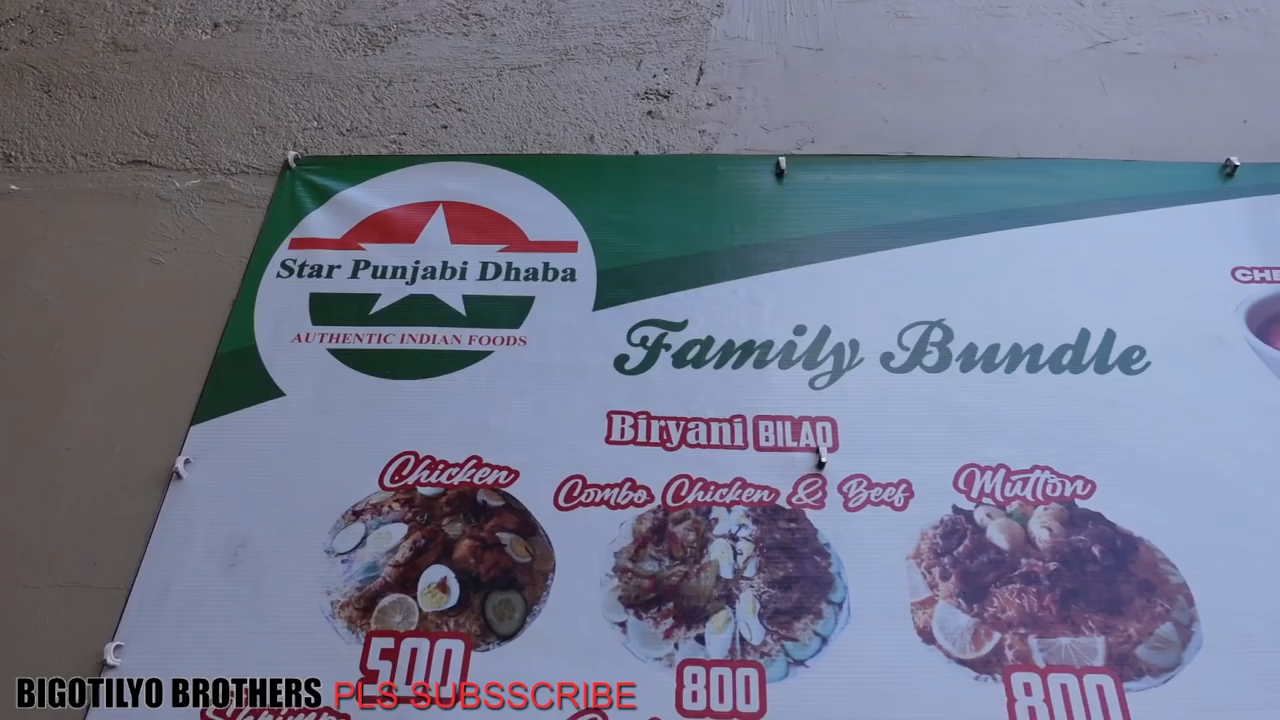 Star Punjabi Dhaba
AUTHENTIC INDIAN FOODS
Family Bundle
Biryani BILAO
Chicken
Combo Chicken & Beef
Mutton
500
800
800
BIGOTILYO BROTHERS PLS SUBSSCRIBE